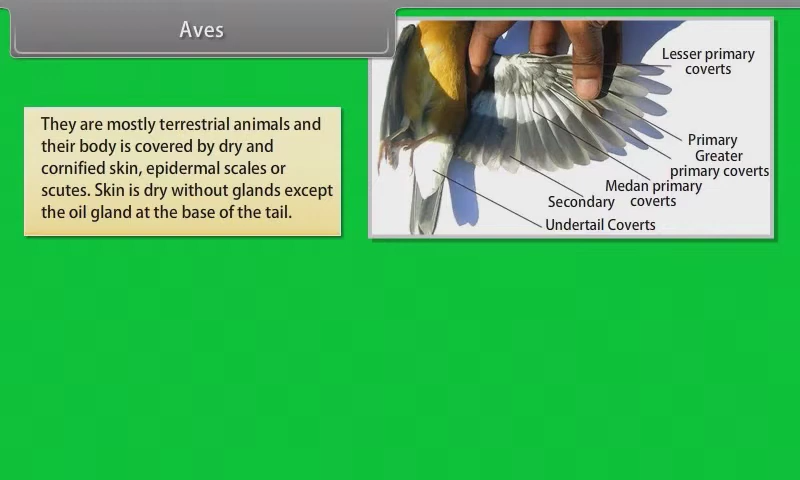 Aves
They are mostly terrestrial animals and
their body is covered by dry and
cornified skin, epidermal scales or
scutes. Skin is dry without glands except
the oil gland at the base of the tail.
Lesser primary
coverts
Primary
Greater
primary coverts
Medan primary
coverts
Secondary
Undertail Coverts